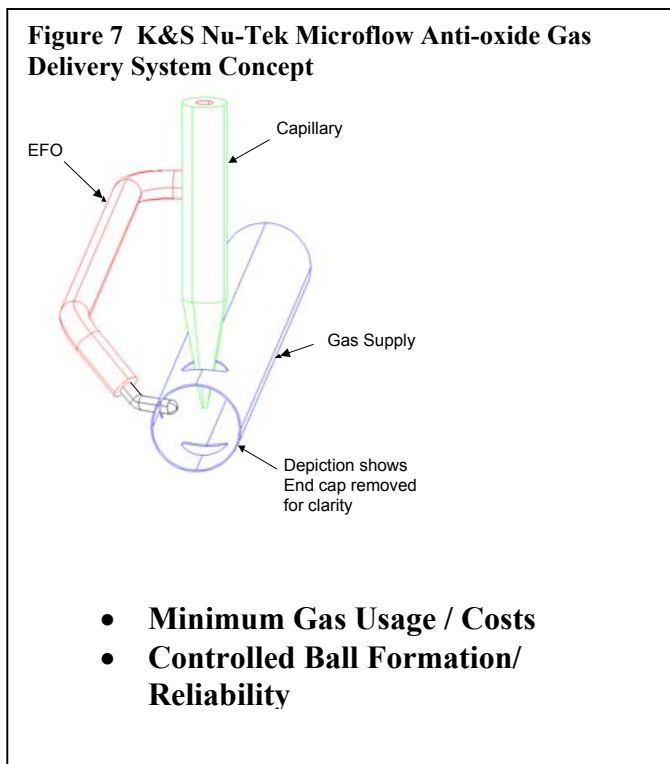 Figure 7 K&S Nu-Tek Microflow Anti-oxide Gas
Delivery System Concept
Capillary
EFO
Gas Supply
Depiction shows
End cap removed
for clarity
• Minimum Gas Usage / Costs
• Controlled Ball Formation/
Reliability